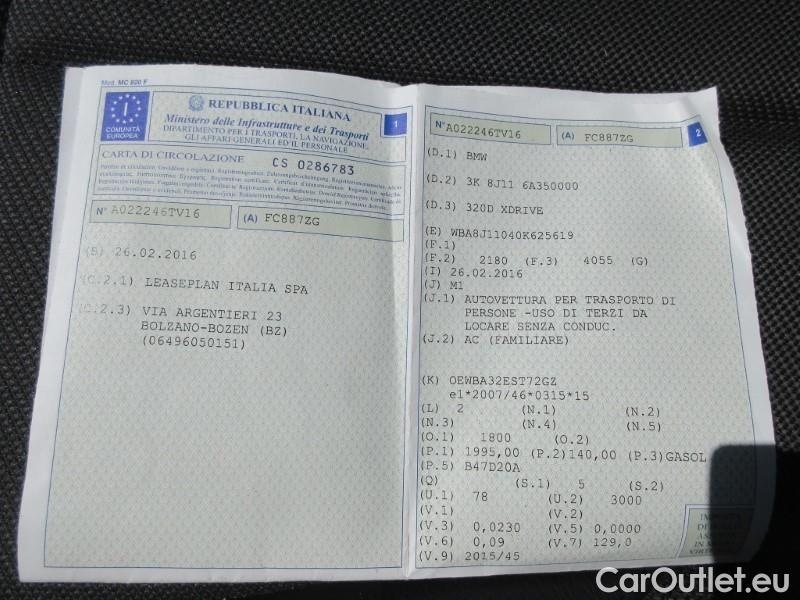 Mod. MC 820 F
COMUNITÀ
EUROPEA
REPUBBLICA ITALIANA
Ministero delle Infrastrutture e dei Trasporti
DIPARTIMENTO PER I TRASPORTI, LA NAVIGAZIONE,
GLI AFFARI GENERALI ED IL PERSONALE
1
CARTA DI CIRCOLAZIONE CS 0286783
N° A022246TV16 (A) FC887ZG
(B) 26.02.2016
(C.2.1) LEASEPLAN ITALIA SPA
(C.2.3) VIA ARGENTIERI 23
BOLZANO-BOZEN (BZ)
(06496050151)
N° A022246TV16 (A) FC887ZG
2
(D.1) BMW
(D.2) 3K 8J11 6A350000
(D.3) 320D XDRIVE
(E) WBA8J11040K625619
(F.1)
(F.2) 2180 (F.3) 4055 (G)
(I) 26.02.2016
(J) M1
(J.1) AUTOVETTURA PER TRASPORTO DI
PERSONE -USO DI TERZI DA
LOCARE SENZA CONDUC.
(J.2) AC (FAMILIARE)
(K) OEWBA32EST72GZ
e1*2007/46*0315*15
(L) 2 (N.1) (N.2)
(N.3) (N.4) (N.5)
(O.1) 1800 (O.2)
(P.1) 1995,00 (P.2)140,00 (P.3)GASOL
(P.5) B47D20A
(Q) (S.1) 5 (S.2)
(U.1) 78 (U.2) 3000
(V.1) (V.2)
(V.3) 0,0230 (V.5) 0,0000
(V.6) 0,09 (V.7) 129,0
(V.9) 2015/45
CarOutlet.eu